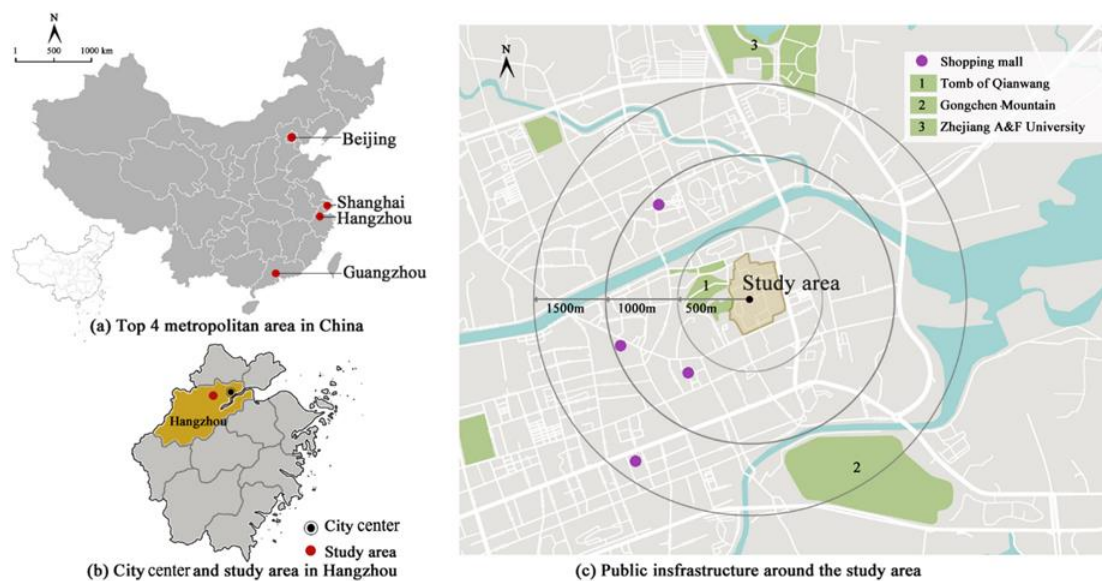 N
1 500 1000 km
Beijing
Shanghai
Hangzhou
Guangzhou
(a) Top 4 metropolitan area in China
Hangzhou
City center
Study area
(b) City center and study area in Hangzhou
N
3
Shopping mall
1 Tomb of Qianwang
2 Gongchen Mountain
3 Zhejiang A&F University
1
Study area
1500m 1000m 500m
2
(c) Public insfrastructure around the study area